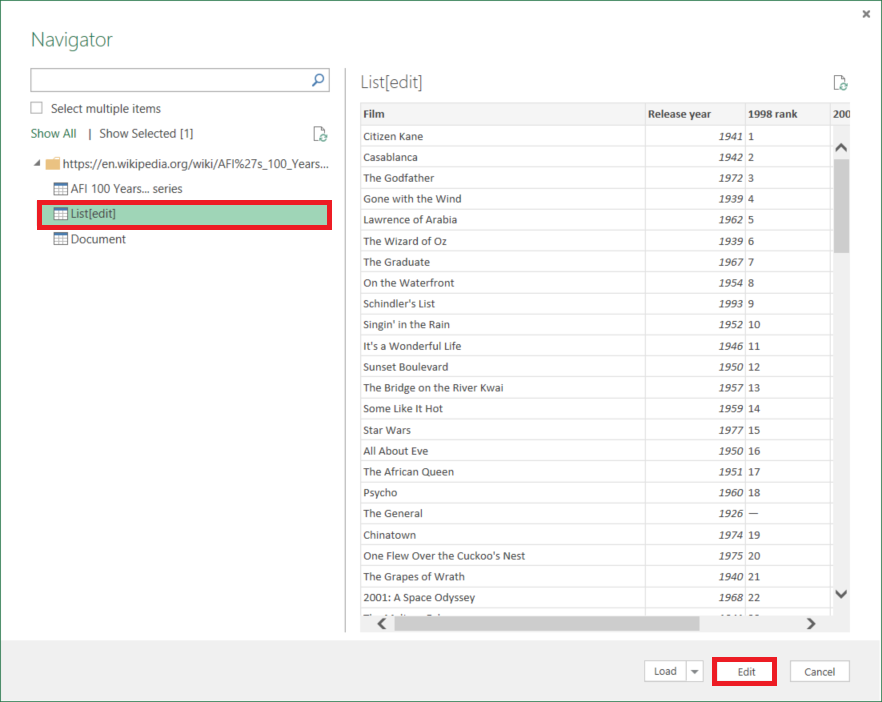 Navigator
Select multiple items
Show All | Show Selected [1]
https://en.wikipedia.org/wiki/AFI%27s_100_Years...
AFI 100 Years... series
List[edit]
Document
List[edit]
Film Release year 1998 rank 200
Citizen Kane 1941 1
Casablanca 1942 2
The Godfather 1972 3
Gone with the Wind 1939 4
Lawrence of Arabia 1962 5
The Wizard of Oz 1939 6
The Graduate 1967 7
On the Waterfront 1954 8
Schindler's List 1993 9
Singin' in the Rain 1952 10
It's a Wonderful Life 1946 11
Sunset Boulevard 1950 12
The Bridge on the River Kwai 1957 13
Some Like It Hot 1959 14
Star Wars 1977 15
All About Eve 1950 16
The African Queen 1951 17
Psycho 1960 18
The General 1926 —
Chinatown 1974 19
One Flew Over the Cuckoo's Nest 1975 20
The Grapes of Wrath 1940 21
2001: A Space Odyssey 1968 22
Load Edit Cancel